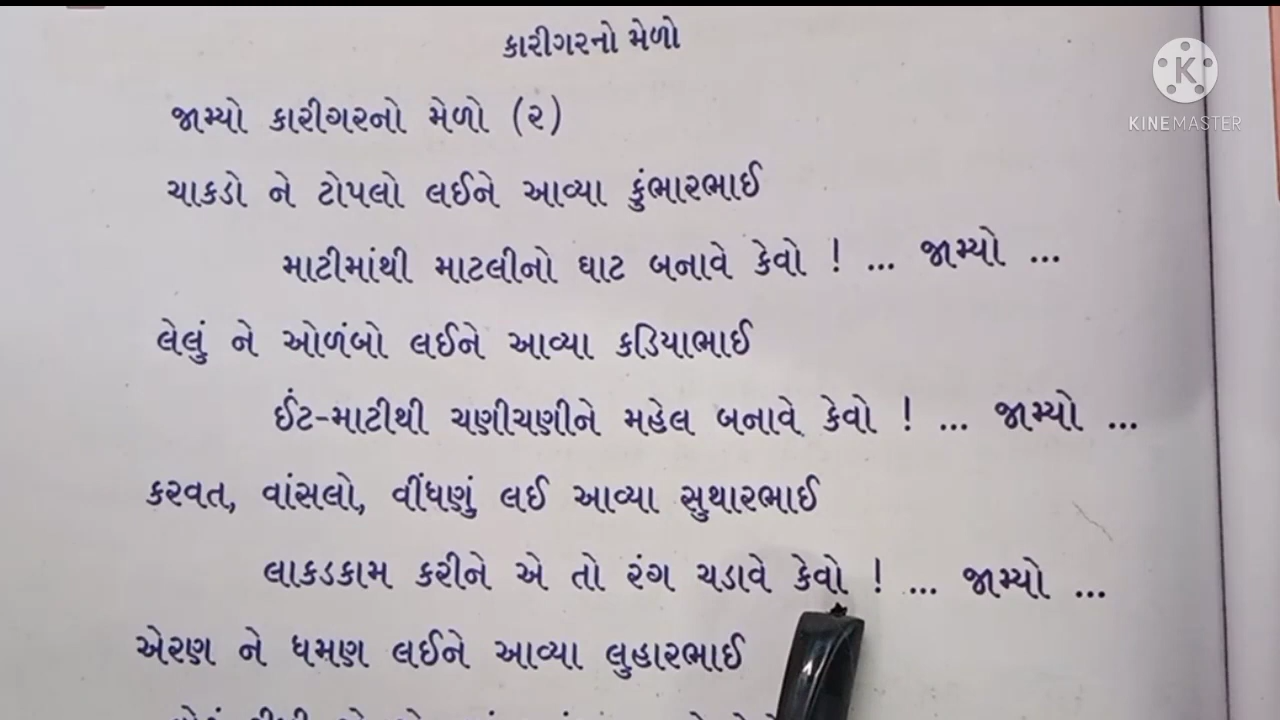 કારીગરનો મેળો
K
KINEMASTER
જામ્યો કારીગરનો મેળો (૨)
ચાકડો ને ટોપલો લઈને આવ્યા કુંભારભાઈ
માટીમાંથી માટલીનો ઘાટ બનાવે કેવો ! ... જામ્યો ...
લેલું ને ઓળંબો લઈને આવ્યા કડિયાભાઈ
ઈંટ-માટીથી ચણીચણીને મહેલ બનાવે કેવો ! ... જામ્યો ...
કરવત, વાંસલો, વીંધણું લઈ આવ્યા સુથારભાઈ
લાકડકામ કરીને એ તો રંગ ચડાવે કેવો ! ... જામ્યો ...
એરણ ને ધમણ લઈને આવ્યા લુહારભાઈ